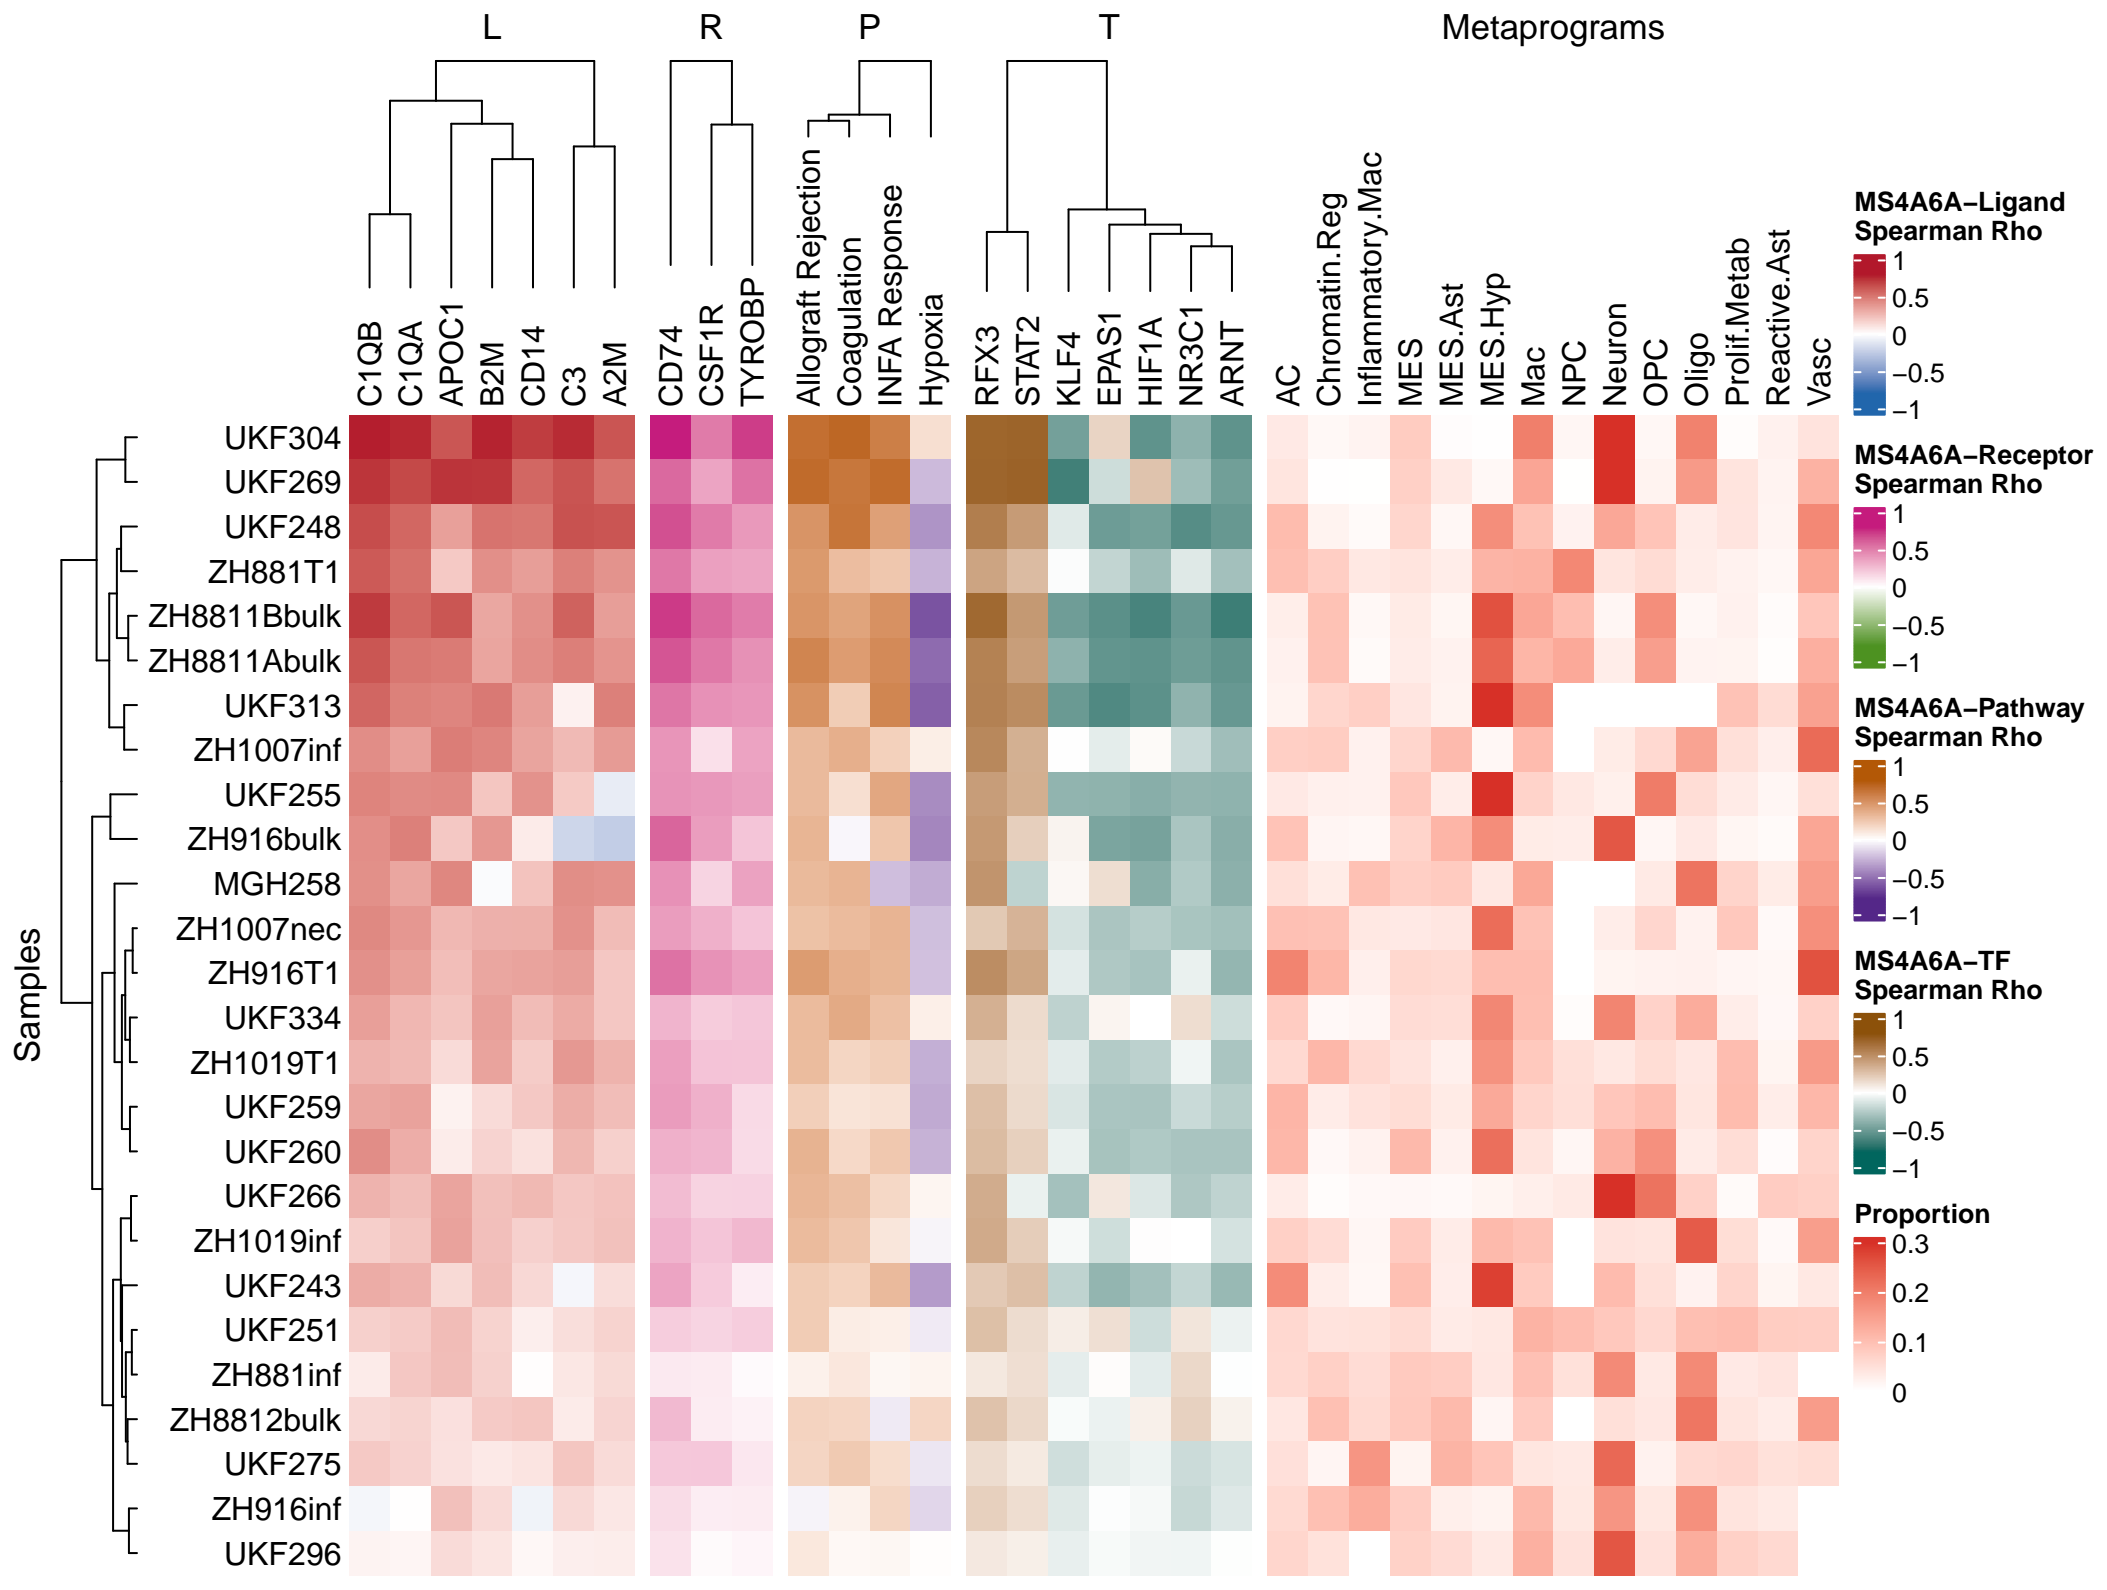 L R P T Metaprograms
C1QB C1QA APOC1 B2M CD14 C3 A2M
CD74 CSF1R TYROBP
Allograft Rejection
Coagulation
INFA Response
Hypoxia
RFX3 STAT2 KLF4 EPAS1 HIF1A NR3C1 ARNT
AC
Chromatin.Reg
Inflammatory.Mac
MES
MES.Ast
MES.Hyp
Mac
NPC
Neuron
OPC
Oligo
Prolif.Metab
Reactive.Ast
Vasc
Samples
UKF304
UKF269
UKF248
ZH881T1
ZH8811Bbulk
ZH8811Abulk
UKF313
ZH1007inf
UKF255
ZH916bulk
MGH258
ZH1007nec
ZH916T1
UKF334
ZH1019T1
UKF259
UKF260
UKF266
ZH1019inf
UKF243
UKF251
ZH881inf
ZH8812bulk
UKF275
ZH916inf
UKF296
MS4A6A−Ligand
Spearman Rho
1
0.5
0
−0.5
−1
MS4A6A−Receptor
Spearman Rho
1
0.5
0
−0.5
−1
MS4A6A−Pathway
Spearman Rho
1
0.5
0
−0.5
−1
MS4A6A−TF
Spearman Rho
1
0.5
0
−0.5
−1
Proportion
0.3
0.2
0.1
0